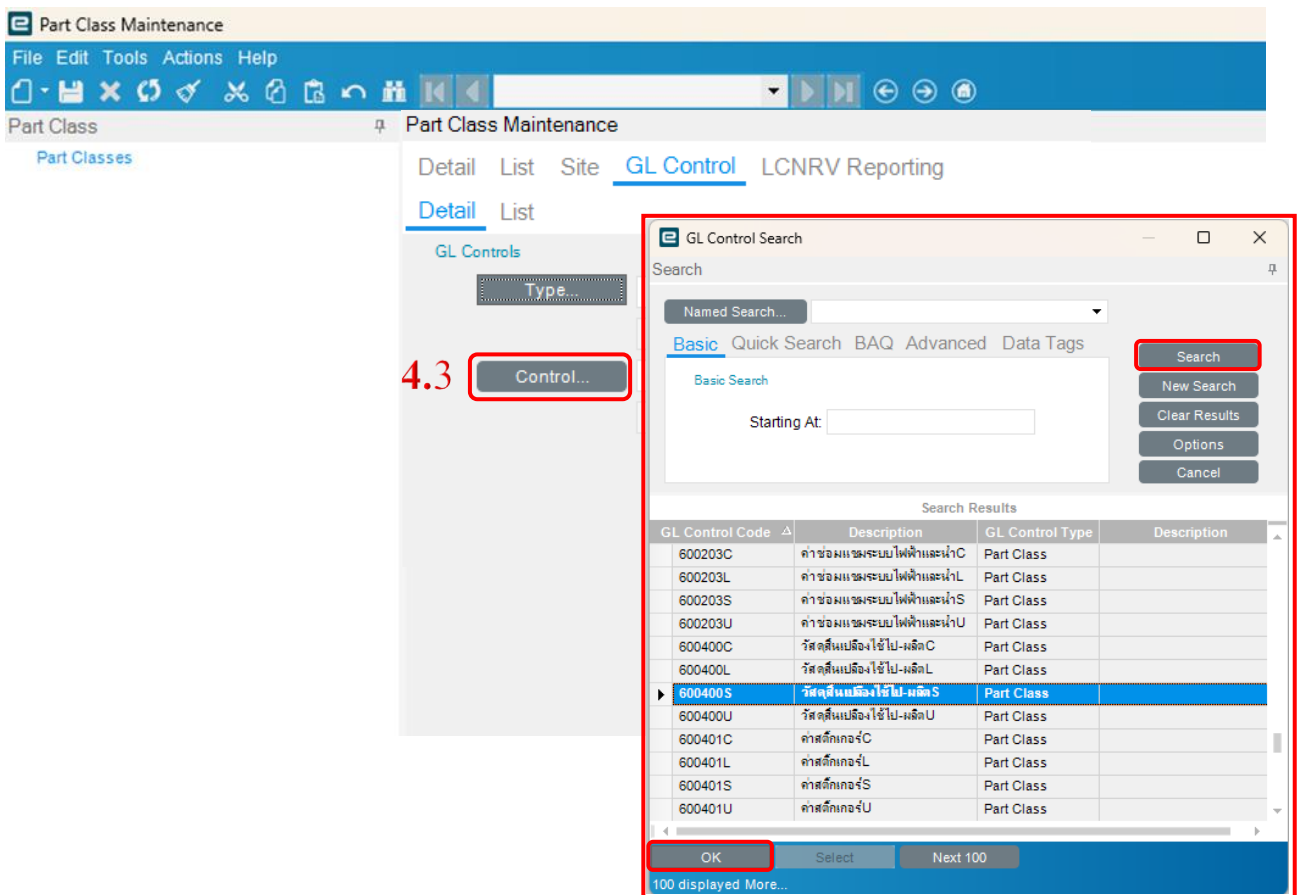 Part Class Maintenance
File Edit Tools Actions Help
Part Class
Part Classes
Part Class Maintenance
Detail List Site GL Control LCNRV Reporting
Detail List
GL Controls
Type...
4.3 Control...
GL Control Search
Search
Named Search...
Basic Quick Search BAQ Advanced Data Tags
Basic Search
Starting At:
Search
New Search
Clear Results
Options
Cancel
Search Results
GL Control Code Description GL Control Type Description
600203C ค่าซ่อมแซมระบบไฟฟ้าและน้ำC Part Class
600203L ค่าซ่อมแซมระบบไฟฟ้าและน้ำL Part Class
600203S ค่าซ่อมแซมระบบไฟฟ้าและน้ำS Part Class
600203U ค่าซ่อมแซมระบบไฟฟ้าและน้ำU Part Class
600400C วัสดุสิ้นเปลืองใช้ไป-ผลิตC Part Class
600400L วัสดุสิ้นเปลืองใช้ไป-ผลิตL Part Class
600400S วัสดุสิ้นเปลืองใช้ไป-ผลิตS Part Class
600400U วัสดุสิ้นเปลืองใช้ไป-ผลิตU Part Class
600401C ค่าสติ๊กเกอร์C Part Class
600401L ค่าสติ๊กเกอร์L Part Class
600401S ค่าสติ๊กเกอร์S Part Class
600401U ค่าสติ๊กเกอร์U Part Class
OK Select Next 100
100 displayed More...